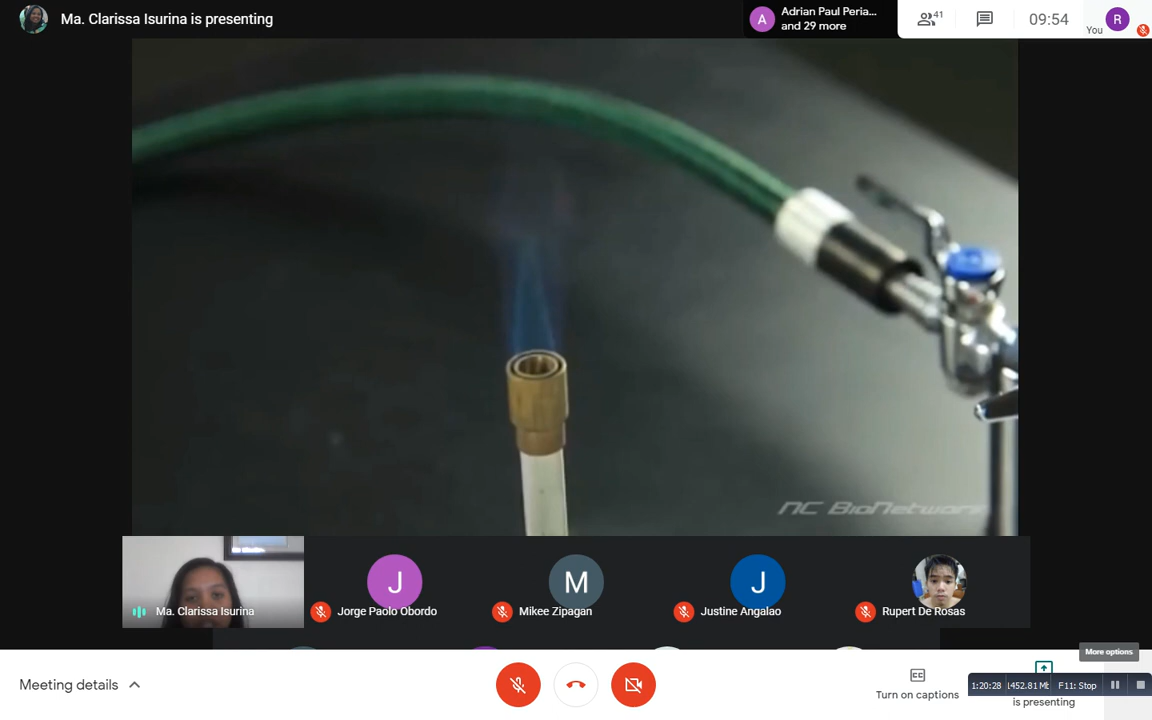 Ma. Clarissa Isurina is presenting
A
Adrian Paul Peria...
and 29 more
41
09:54
You
R
NC BioNetwork
Ma. Clarissa Isurina
J
Jorge Paolo Obordo
M
Mikee Zipagan
J
Justine Angalao
Rupert De Rosas
More options
Meeting details
CC
Turn on captions
1:20:28
F11: Stop
is presenting